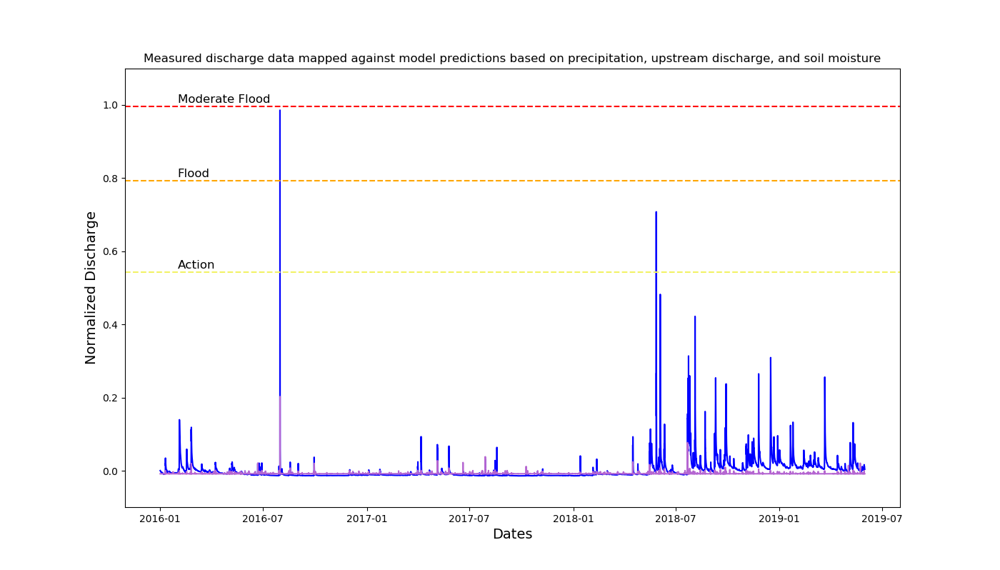 Measured discharge data mapped against model predictions based on precipitation, upstream discharge, and soil moisture
Moderate Flood
Flood
Action
Normalized Discharge
1.0
0.8
0.6
0.4
0.2
0.0
2016-01 2016-07 2017-01 2017-07 2018-01 2018-07 2019-01 2019-07
Dates